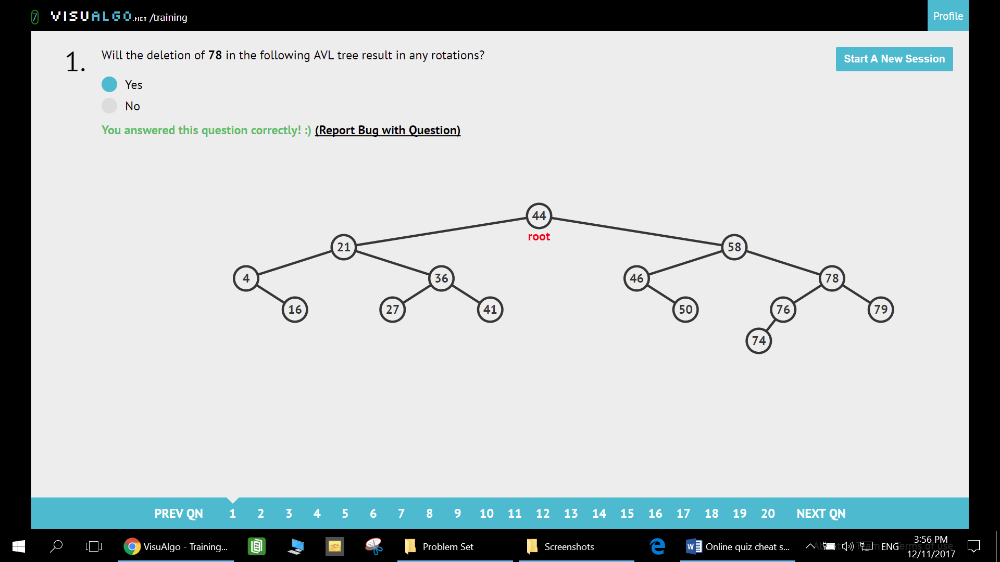 7 VISUALGO.NET /training
Profile
1.
Will the deletion of 78 in the following AVL tree result in any rotations?
Start A New Session
Yes
No
You answered this question correctly! :) (Report Bug with Question)
44
root
21
58
4
36
46
78
16
27
41
50
76
79
74
PREV QN 1 2 3 4 5 6 7 8 9 10 11 12 13 14 15 16 17 18 19 20 NEXT QN
VisuAlgo - Training...
NOTE
Problem Set
Screenshots
Online quiz cheat s...
ENG
Terms of use
3:56 PM
12/11/2017